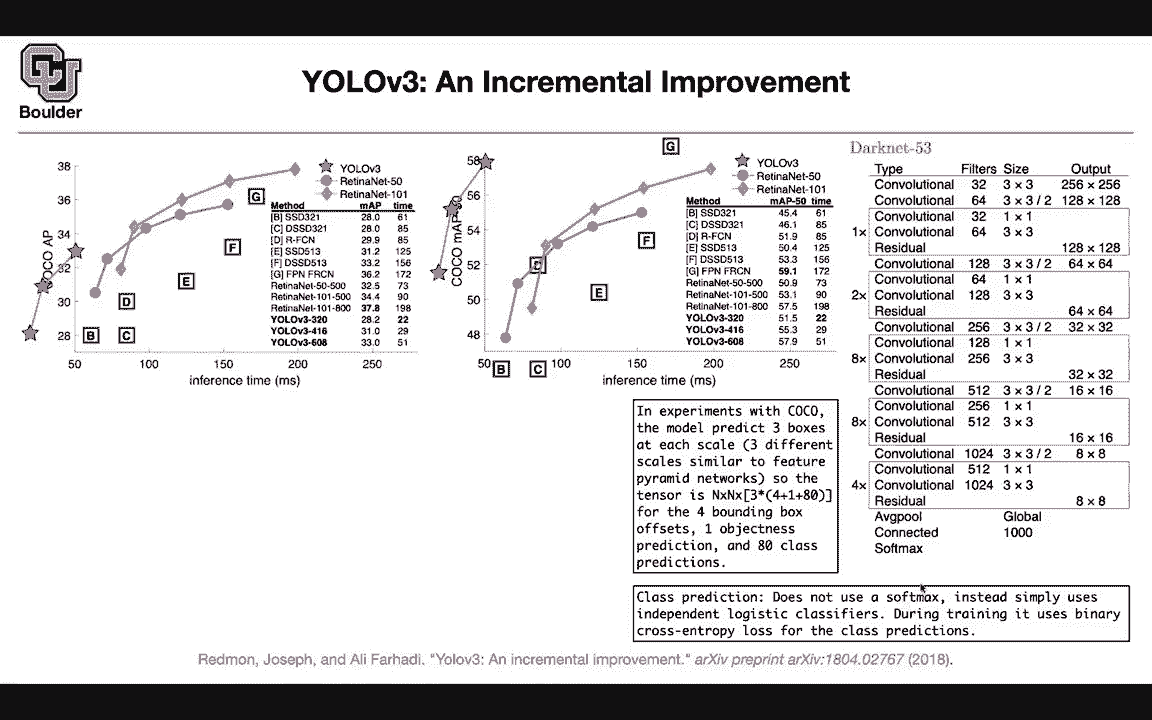 YOLOv3: An Incremental Improvement
Boulder
38
36
34
32
30
28
COCO AP
50 100 150 200 250
inference time (ms)
B C D E F G
YOLOv3
RetinaNet-50
RetinaNet-101
Method mAP time
[B] SSD321 28.0 61
[C] DSSD321 28.0 85
[D] R-FCN 29.9 85
[E] SSD513 31.2 125
[F] DSSD513 33.2 156
[G] FPN FRCN 36.2 172
RetinaNet-50-500 32.5 73
RetinaNet-101-500 34.4 90
RetinaNet-101-800 37.8 198
YOLOv3-320 28.2 22
YOLOv3-416 31.0 29
YOLOv3-608 33.0 51
58
56
54
52
50
48
COCO mAP-50
50 100 150 200 250
inference time (ms)
B C D E F G
YOLOv3
RetinaNet-50
RetinaNet-101
Method mAP-50 time
[B] SSD321 45.4 61
[C] DSSD321 46.1 85
[D] R-FCN 51.9 85
[E] SSD513 50.4 125
[F] DSSD513 53.3 156
[G] FPN FRCN 59.1 172
RetinaNet-50-500 50.9 73
RetinaNet-101-500 53.1 90
RetinaNet-101-800 57.5 198
YOLOv3-320 51.5 22
YOLOv3-416 55.3 29
YOLOv3-608 57.9 51
Darknet-53
Type Filters Size Output
Convolutional 32 3 × 3 256 × 256
Convolutional 64 3 × 3 / 2 128 × 128
Convolutional 32 1 × 1
1× Convolutional 64 3 × 3
Residual 128 × 128
Convolutional 128 3 × 3 / 2 64 × 64
Convolutional 64 1 × 1
2× Convolutional 128 3 × 3
Residual 64 × 64
Convolutional 256 3 × 3 / 2 32 × 32
Convolutional 128 1 × 1
8× Convolutional 256 3 × 3
Residual 32 × 32
Convolutional 512 3 × 3 / 2 16 × 16
Convolutional 256 1 × 1
8× Convolutional 512 3 × 3
Residual 16 × 16
Convolutional 1024 3 × 3 / 2 8 × 8
Convolutional 512 1 × 1
4× Convolutional 1024 3 × 3
Residual 8 × 8
Avgpool Global
Connected 1000
Softmax
In experiments with COCO,
the model predict 3 boxes
at each scale (3 different
scales similar to feature
pyramid networks) so the
tensor is NxNx[3*(4+1+80)]
for the 4 bounding box
offsets, 1 objectness
prediction, and 80 class
predictions.
Class prediction: Does not use a softmax, instead simply uses
independent logistic classifiers. During training it uses binary
cross-entropy loss for the class predictions.
Redmon, Joseph, and Ali Farhadi. "Yolov3: An incremental improvement." arXiv preprint arXiv:1804.02767 (2018).